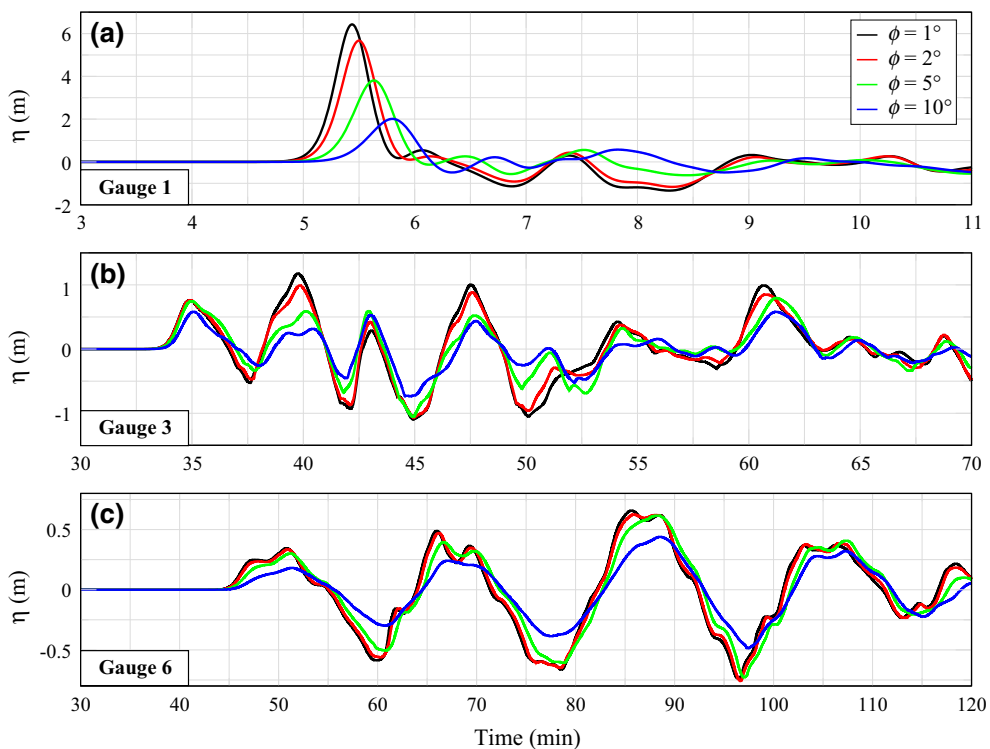 (a)
η (m)
6
4
2
0
-2
ϕ = 1°
ϕ = 2°
ϕ = 5°
ϕ = 10°
Gauge 1
3 4 5 6 7 8 9 10 11
(b)
η (m)
1
0
-1
Gauge 3
30 35 40 45 50 55 60 65 70
(c)
η (m)
0.5
0
-0.5
Gauge 6
30 40 50 60 70 80 90 100 110 120
Time (min)